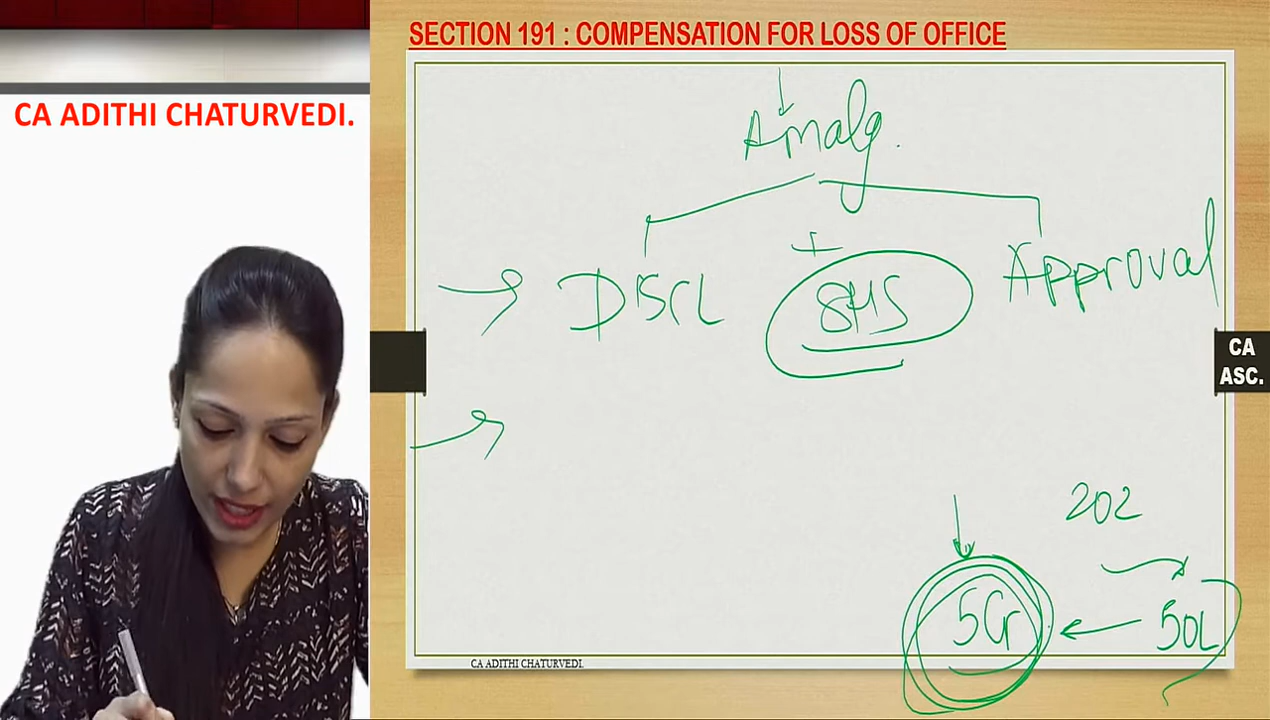 SECTION 191 : COMPENSATION FOR LOSS OF OFFICE
CA ADITHI CHATURVEDI.
Amalg.
DISCL + SHS Approval
CA
ASC.
202
5Cr ← 50L
CA ADITHI CHATURVEDI.